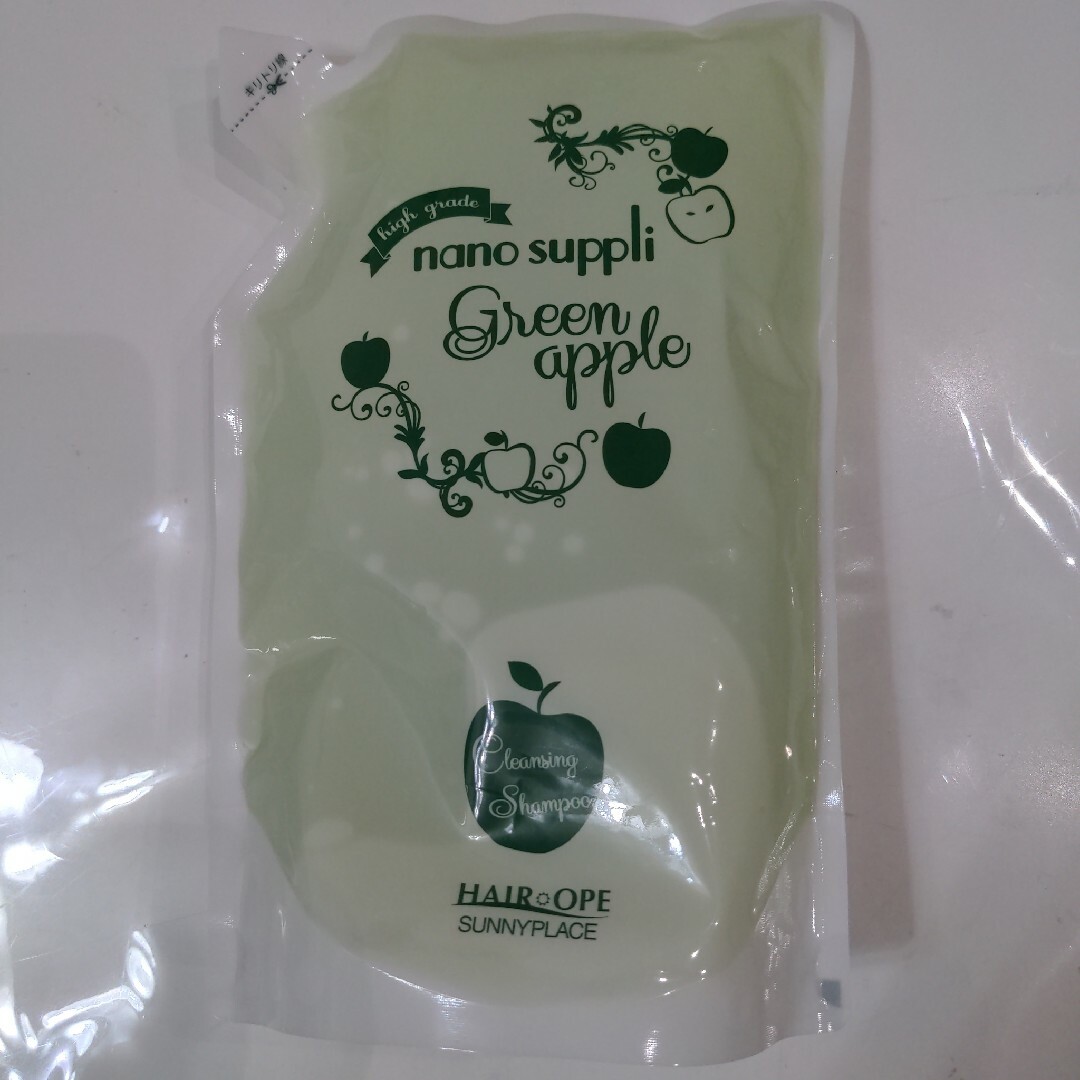 キリトリ線
high grade
nano suppli
Green
apple
Cleansing
Shampoo
HAIR OPE
SUNNYPLACE